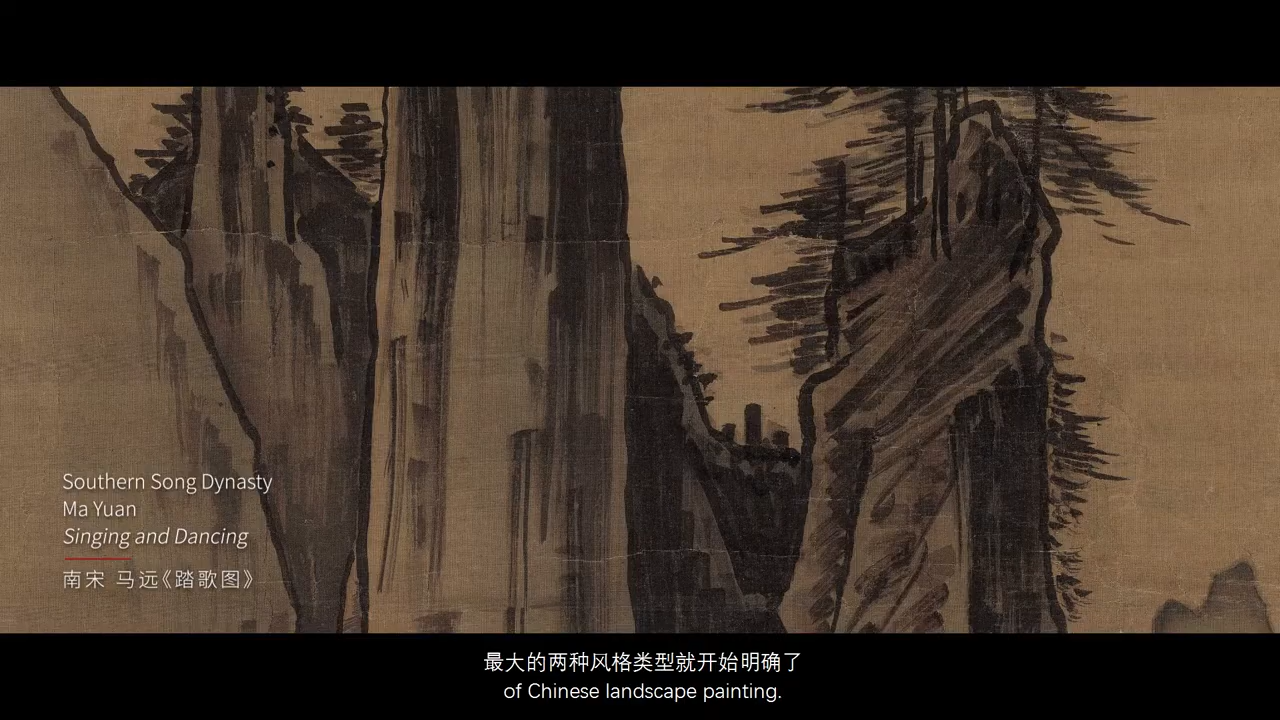 Southern Song Dynasty
Ma Yuan
Singing and Dancing
南宋 马远《踏歌图》
最大的两种风格类型就开始明确了
of Chinese landscape painting.